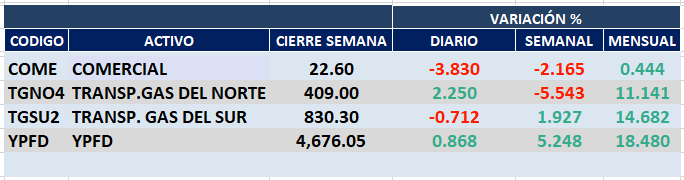 VARIACIÓN %
CODIGO ACTIVO CIERRE SEMANA DIARIO SEMANAL MENSUAL
COME COMERCIAL 22.60 -3.830 -2.165 0.444
TGNO4 TRANSP.GAS DEL NORTE 409.00 2.250 -5.543 11.141
TGSU2 TRANSP. GAS DEL SUR 830.30 -0.712 1.927 14.682
YPFD YPFD 4,676.05 0.868 5.248 18.480